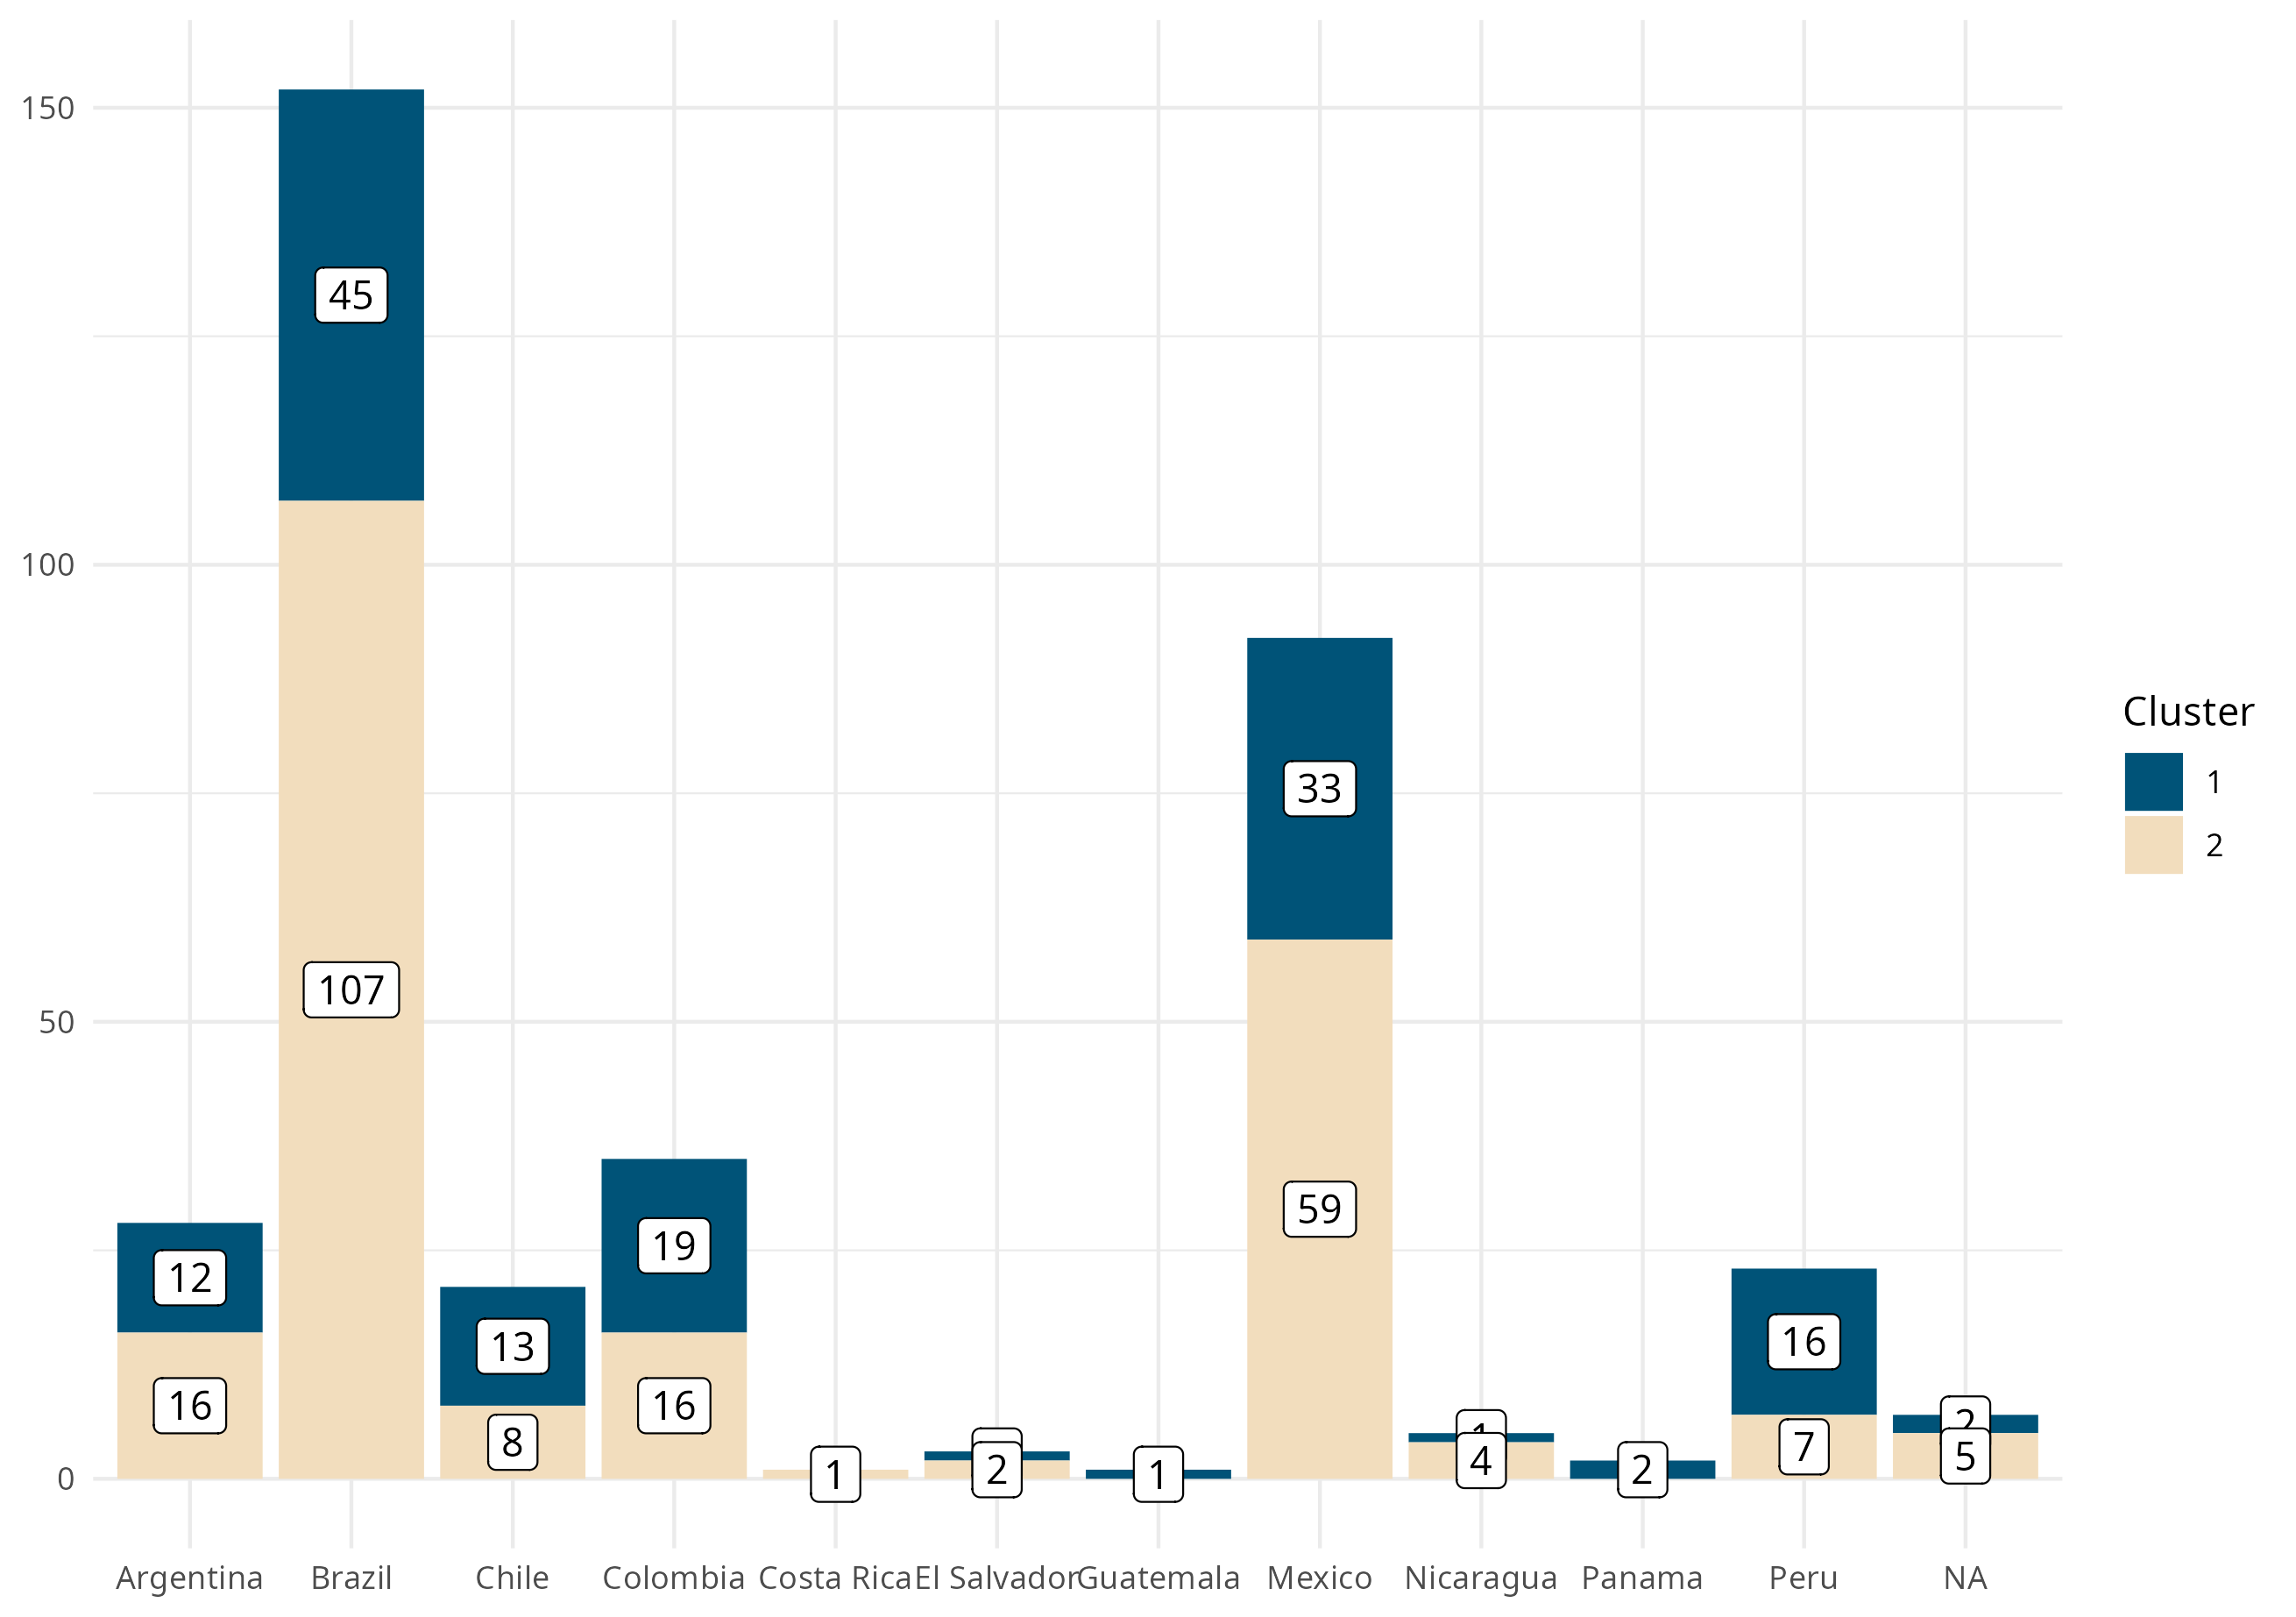 150
100
50
0
45
107
12
16
13
8
19
16
1
2
1
33
59
1
4
2
16
7
2
5
Argentina
Brazil
Chile
Colombia
Costa Rica
El Salvador
Guatemala
Mexico
Nicaragua
Panama
Peru
NA
Cluster
1
2